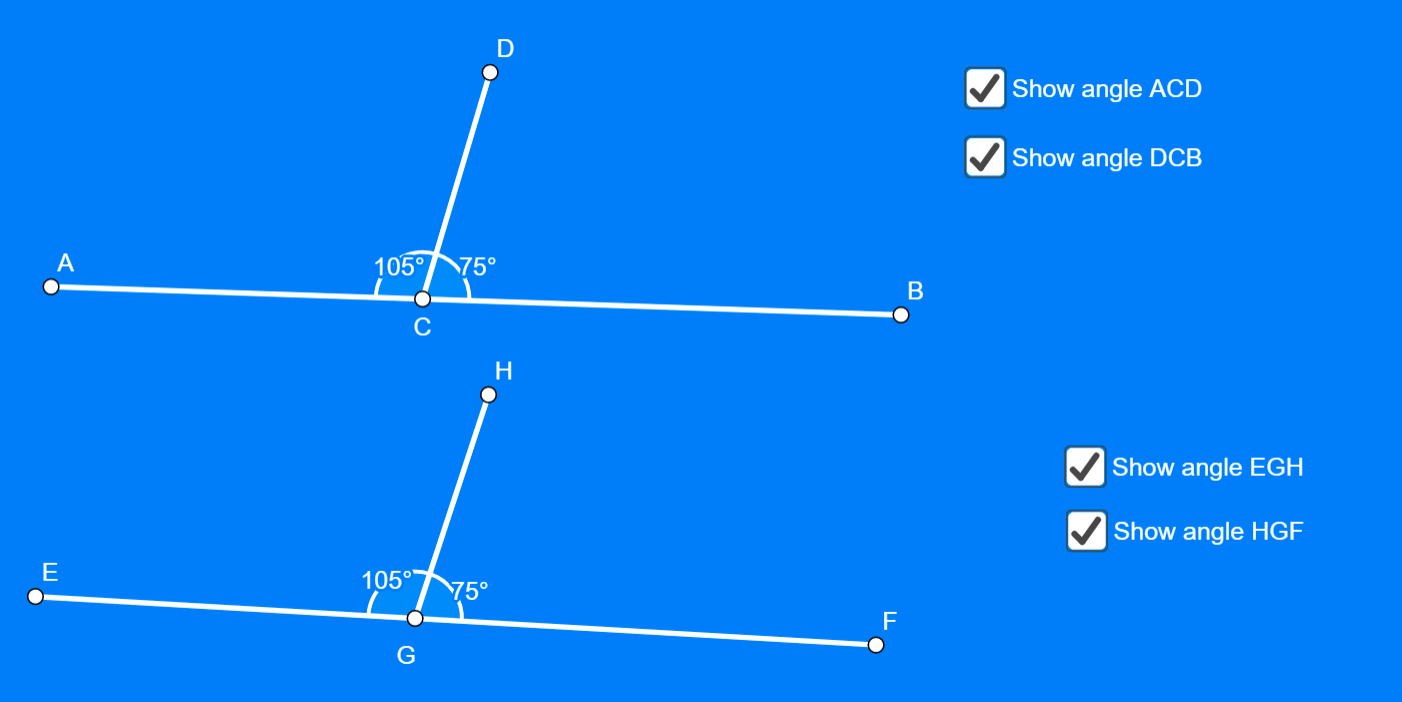 D
Show angle ACD
Show angle DCB
A
105° 75°
B
C
H
Show angle EGH
Show angle HGF
E
105° 75°
F
G